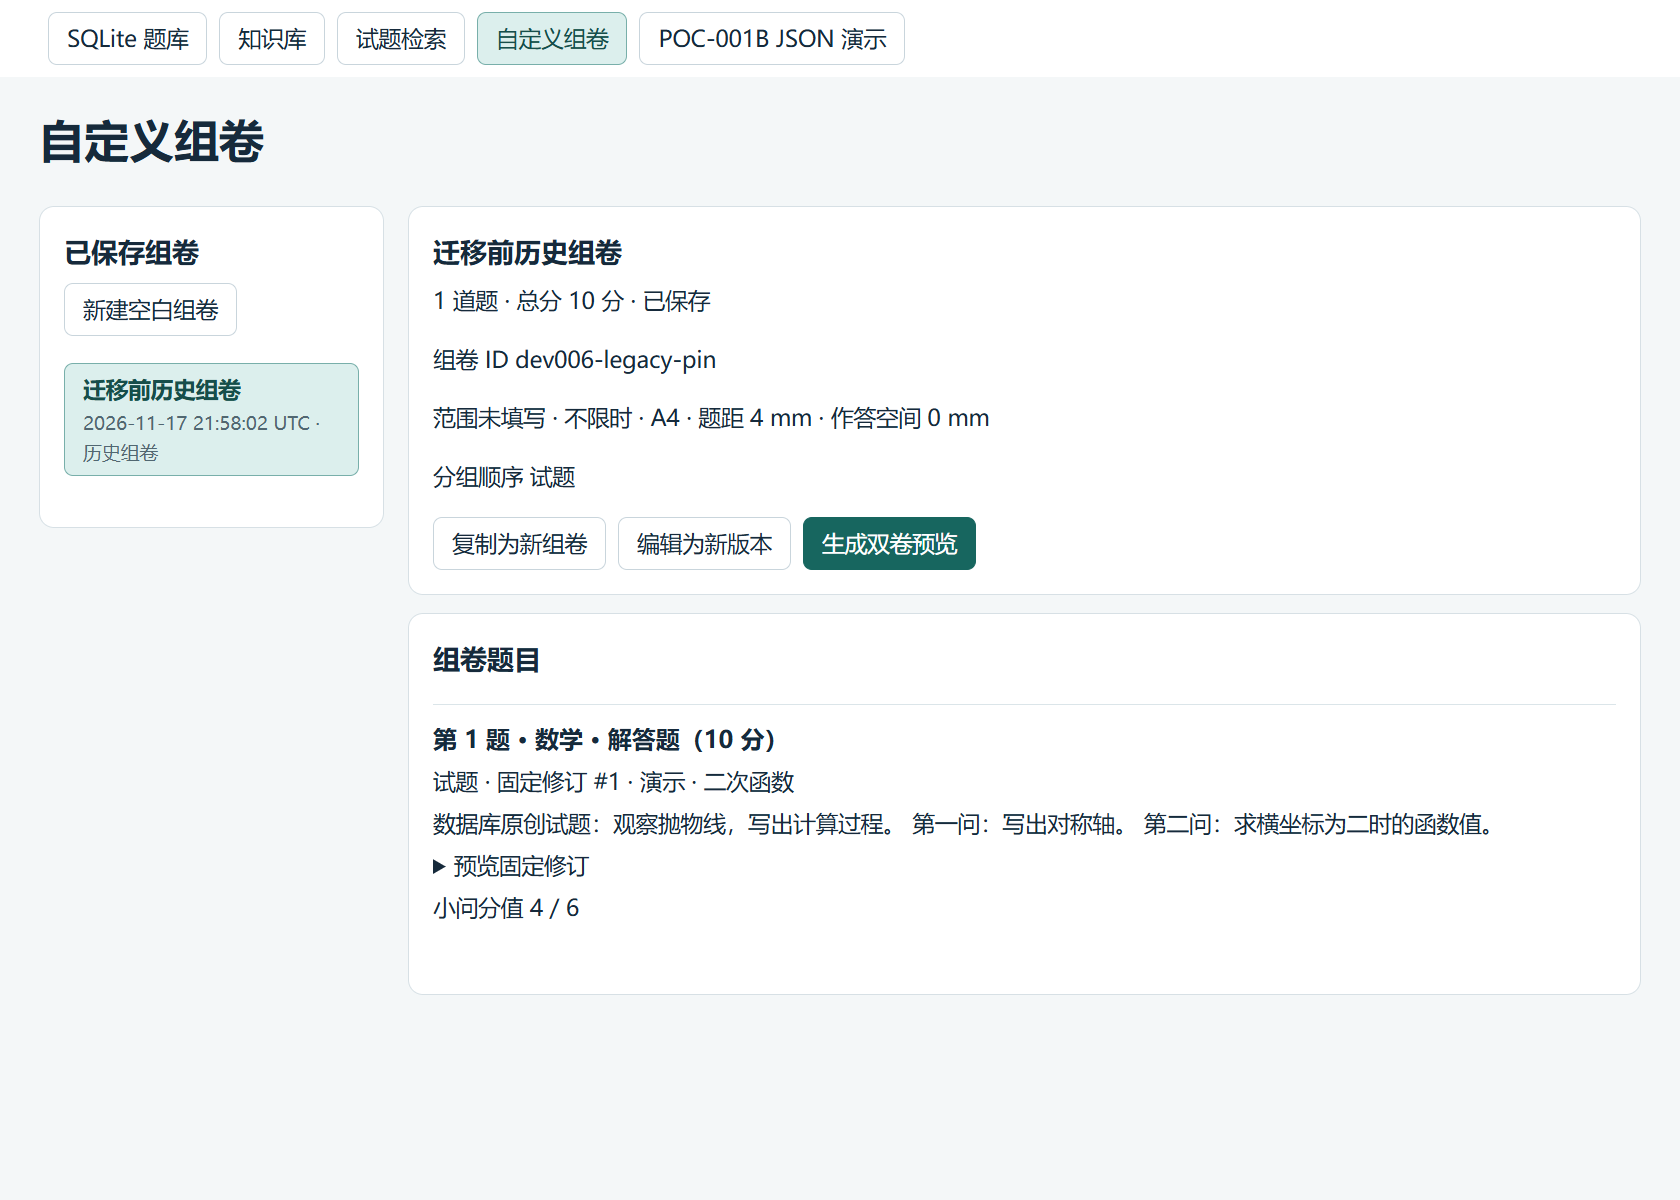 SQLite 题库
知识库
试题检索
自定义组卷
POC-001B JSON 演示
自定义组卷
已保存组卷
新建空白组卷
迁移前历史组卷
2026-11-17 21:58:02 UTC ·
历史组卷
迁移前历史组卷
1 道题 · 总分 10 分 · 已保存
组卷 ID dev006-legacy-pin
范围未填写 · 不限时 · A4 · 题距 4 mm · 作答空间 0 mm
分组顺序 试题
复制为新组卷
编辑为新版本
生成双卷预览
组卷题目
第 1 题 · 数学 · 解答题（10 分）
试题 · 固定修订 #1 · 演示 · 二次函数
数据库原创试题：观察抛物线，写出计算过程。 第一问：写出对称轴。 第二问：求横坐标为二时的函数值。
▶ 预览固定修订
小问分值 4 / 6